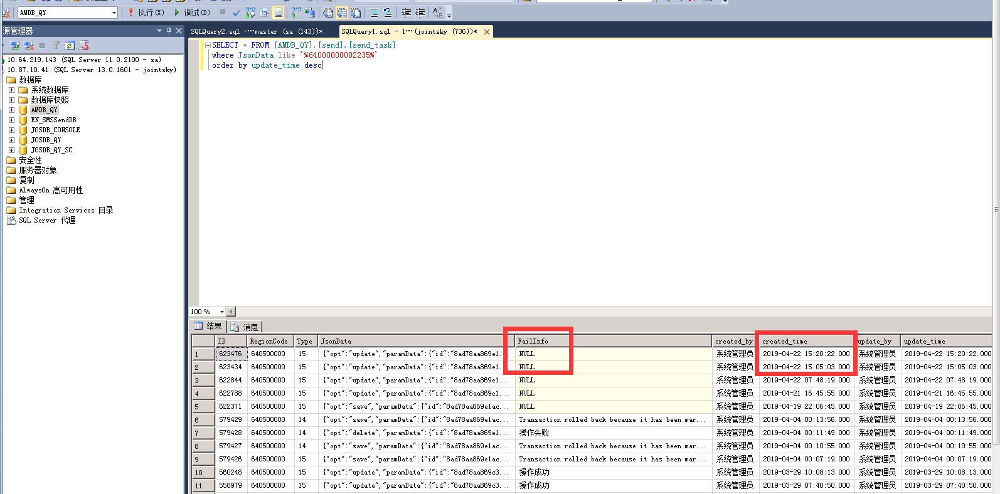 AMDB_QY 执行(X) 调试(D)
源管理器
SQLQuery2.sql -···master (sa (143))*
SQLQuery1.sql - 1···(jointsky (736))*
10.64.219.143 (SQL Server 11.0.2100 - sa)
10.87.10.41 (SQL Server 13.0.1601 - jointsky)
数据库
系统数据库
数据库快照
AMDB_QY
EN_SMSSendDB
JOSDB_CONSOLE
JOSDB_QY
JOSDB_QY_SC
安全性
服务器对象
复制
AlwaysOn 高可用性
管理
Integration Services 目录
SQL Server 代理
SELECT * FROM [AMDB_QY].[send].[send_task]
where JsonData like '%64000000002235%'
order by update_time desc
100 %
结果 消息
ID RegionCode Type JsonData FailInfo created_by created_time update_by update_time
1 623476 640500000 15 {"opt":"update","paramData":{"id":"8ad78aa869e1... NULL 系统管理员 2019-04-22 15:20:22.000 系统管理员 2019-04-22 15:20:22.000
2 623434 640500000 15 {"opt":"update","paramData":{"id":"8ad78aa869e1... NULL 系统管理员 2019-04-22 15:05:03.000 系统管理员 2019-04-22 15:05:03.000
3 622844 640500000 15 {"opt":"update","paramData":{"id":"8ad78aa869e1... NULL 系统管理员 2019-04-22 07:48:19.000 系统管理员 2019-04-22 07:48:19.000
4 622788 640500000 15 {"opt":"update","paramData":{"id":"8ad78aa869e1... NULL 系统管理员 2019-04-21 16:45:55.000 系统管理员 2019-04-21 16:45:55.000
5 622371 640500000 15 {"opt":"save","paramData":{"id":"8ad78aa869e1ac... NULL 系统管理员 2019-04-19 22:06:45.000 系统管理员 2019-04-19 22:06:45.000
6 579429 640500000 14 {"opt":"save","paramData":{"id":"8ad78aa869e1ac... Transaction rolled back because it has been mar... 系统管理员 2019-04-04 00:13:56.000 系统管理员 2019-04-04 00:13:56.000
7 579428 640500000 14 {"opt":"delete","paramData":{"id":"8ad78aa869e1... 操作失败 系统管理员 2019-04-04 00:11:49.000 系统管理员 2019-04-04 00:11:49.000
8 579427 640500000 14 {"opt":"save","paramData":{"id":"8ad78aa869e1ac... Transaction rolled back because it has been mar... 系统管理员 2019-04-04 00:10:55.000 系统管理员 2019-04-04 00:10:55.000
9 579426 640500000 14 {"opt":"save","paramData":{"id":"8ad78aa869e1ac... Transaction rolled back because it has been mar... 系统管理员 2019-04-04 00:07:19.000 系统管理员 2019-04-04 00:07:19.000
10 560248 640500000 15 {"opt":"update","paramData":{"id":"8ad78aa869c3... 操作成功 系统管理员 2019-03-29 10:08:13.000 系统管理员 2019-03-29 10:08:13.000
11 558979 640500000 15 {"opt":"update","paramData":{"id":"8ad78aa869c3... 操作成功 系统管理员 2019-03-29 07:40:50.000 系统管理员 2019-03-29 07:40:50.000